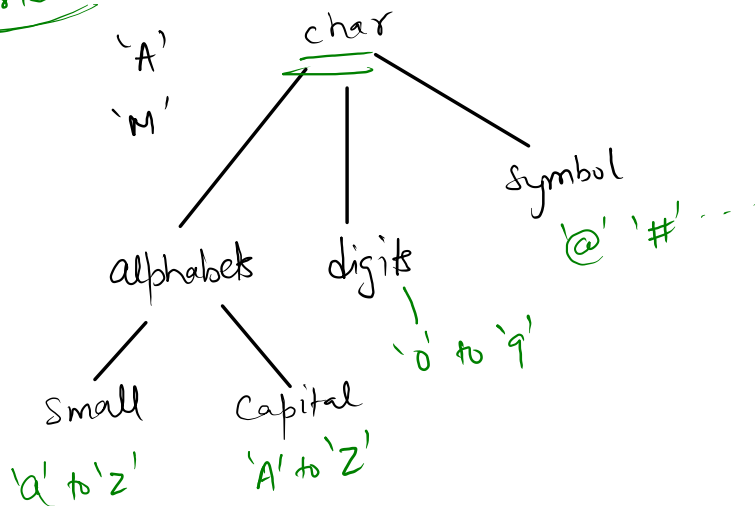 char
'A'
'M'
symbol
'@' '#' ----
alphabets
digits
'0' to '9'
Small
Capital
'a' to 'z'
'A' to 'Z'